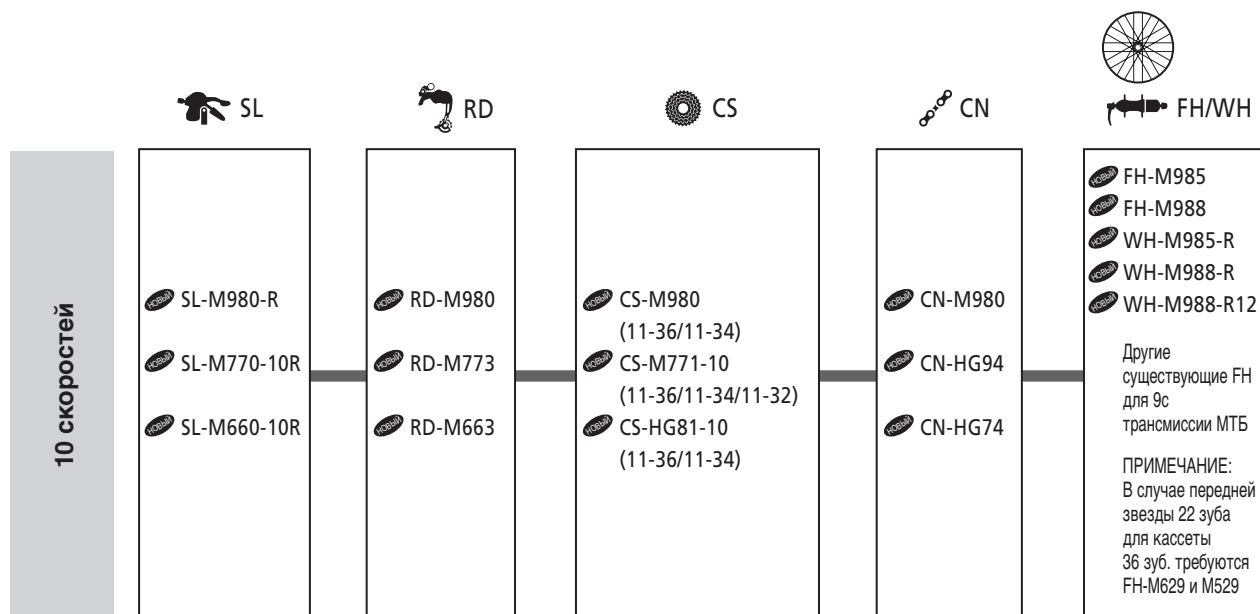 SL
RD
CS
CN
FH/WH
10 скоростей
НОВЫЙ SL-M980-R
НОВЫЙ SL-M770-10R
НОВЫЙ SL-M660-10R
НОВЫЙ RD-M980
НОВЫЙ RD-M773
НОВЫЙ RD-M663
НОВЫЙ CS-M980
(11-36/11-34)
НОВЫЙ CS-M771-10
(11-36/11-34/11-32)
НОВЫЙ CS-HG81-10
(11-36/11-34)
НОВЫЙ CN-M980
НОВЫЙ CN-HG94
НОВЫЙ CN-HG74
НОВЫЙ FH-M985
НОВЫЙ FH-M988
НОВЫЙ WH-M985-R
НОВЫЙ WH-M988-R
НОВЫЙ WH-M988-R12
Другие
существующие FH
для 9с
трансмиссии МТБ
ПРИМЕЧАНИЕ:
В случае передней
звезды 22 зуба
для кассеты
36 зуб. требуются
FH-M629 и M529